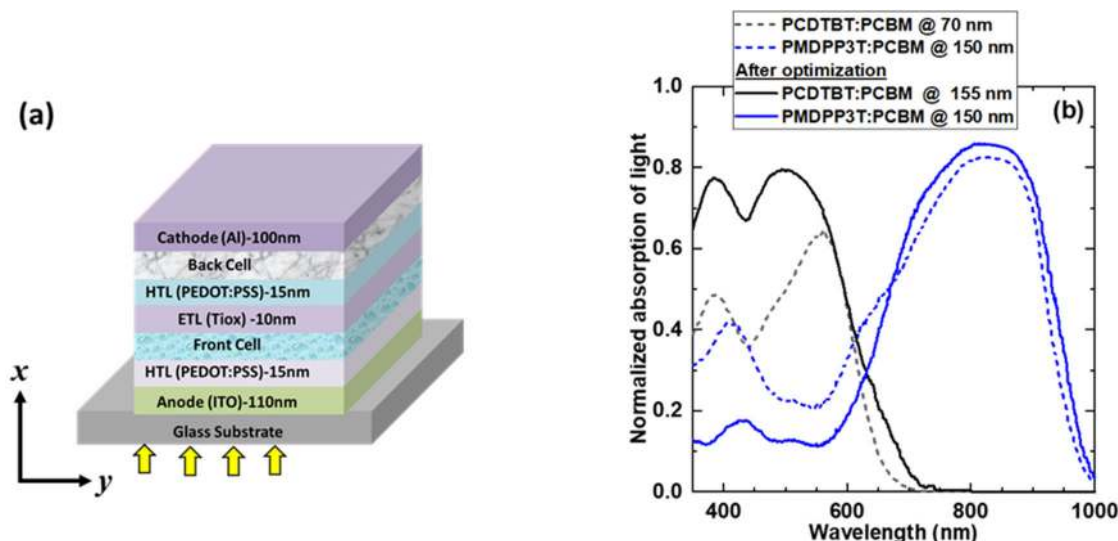 (a)
Cathode (Al)-100nm
Back Cell
HTL (PEDOT:PSS)-15nm
ETL (Tiox) -10nm
Front Cell
HTL (PEDOT:PSS)-15nm
Anode (ITO)-110nm
Glass Substrate
x
y
PCDTBT:PCBM @ 70 nm
PMDPP3T:PCBM @ 150 nm
After optimization
PCDTBT:PCBM @ 155 nm
PMDPP3T:PCBM @ 150 nm
(b)
Normalized absorption of light
0.8
0.6
0.4
0.2
0.0
400 600 800 1000
Wavelength (nm)